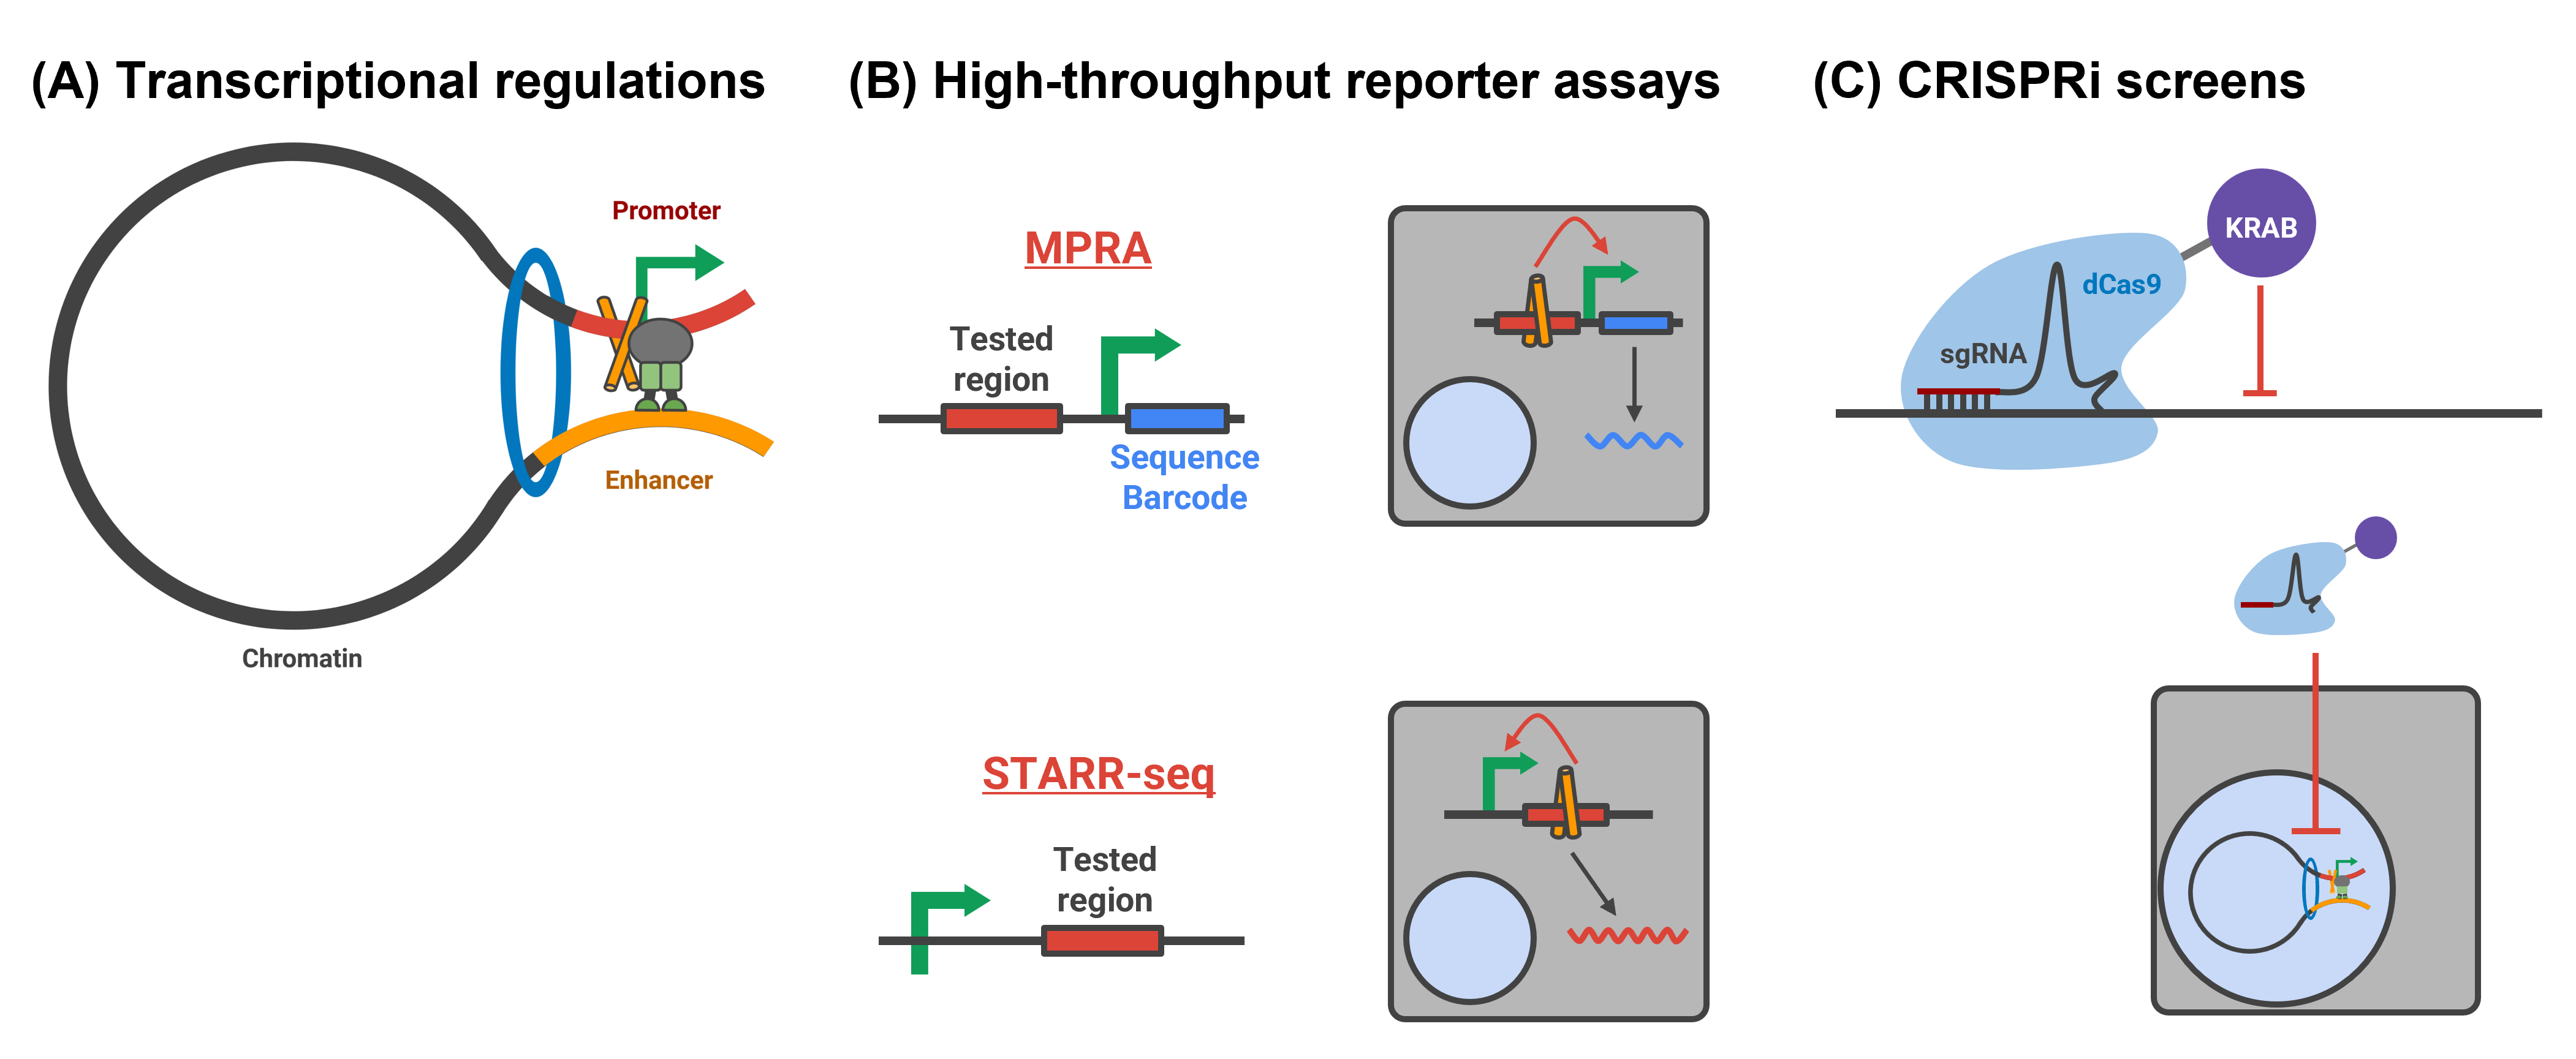 (A) Transcriptional regulations
Promoter
Enhancer
Chromatin
(B) High-throughput reporter assays
MPRA
Tested
region
Sequence
Barcode
STARR-seq
Tested
region
(C) CRISPRi screens
KRAB
dCas9
sgRNA